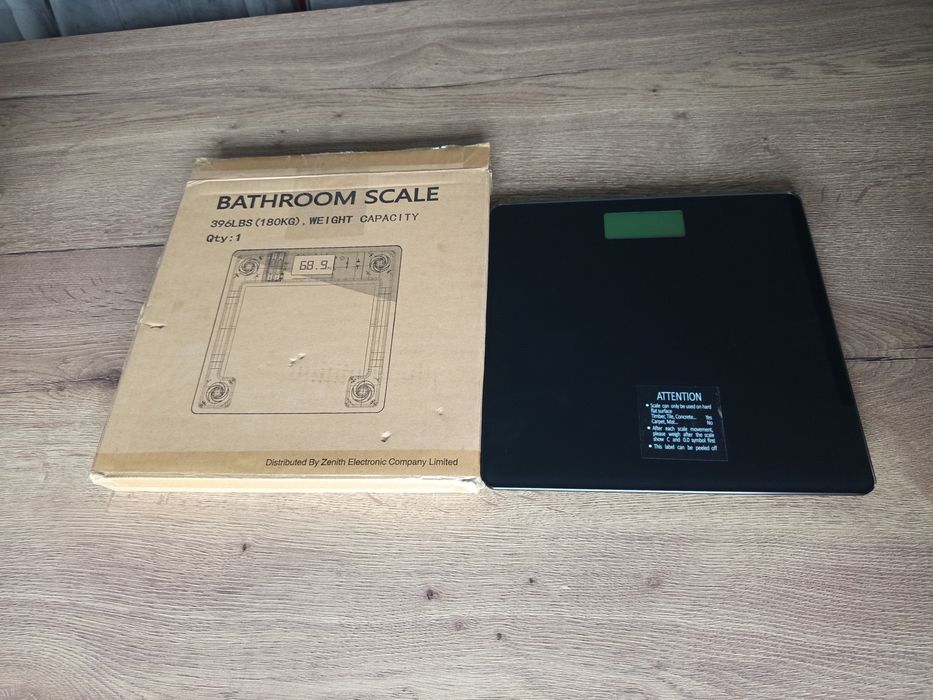 BATHROOM SCALE
396LBS(180KG).WEIGHT CAPACITY
Qty:1
68.9
Distributed By Zenith Electronic Company Limited
ATTENTION
• Scale can only be used on hard
flat surface
Timber, Tile, Concrete... Yes
Carpet, Mat... No
• After each scale movement,
please weigh after the scale
show C and 0.0 symbol first
• This label can be peeled off